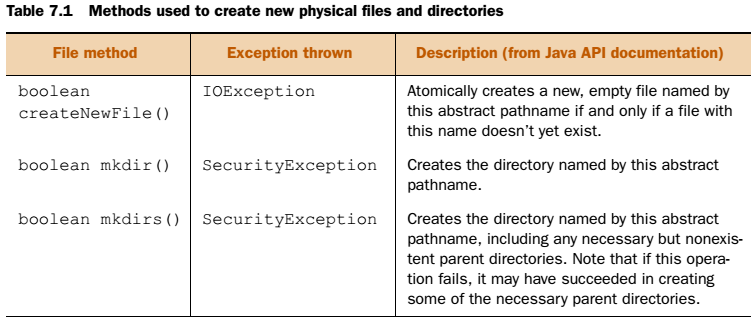 Table 7.1 Methods used to create new physical files and directories
File method
Exception thrown
Description (from Java API documentation)
boolean
createNewFile()
IOException
Atomically creates a new, empty file named by
this abstract pathname if and only if a file with
this name doesn't yet exist.
boolean mkdir()
SecurityException
Creates the directory named by this abstract
pathname.
boolean mkdirs()
SecurityException
Creates the directory named by this abstract
pathname, including any necessary but nonexis-
tent parent directories. Note that if this opera-
tion fails, it may have succeeded in creating
some of the necessary parent directories.